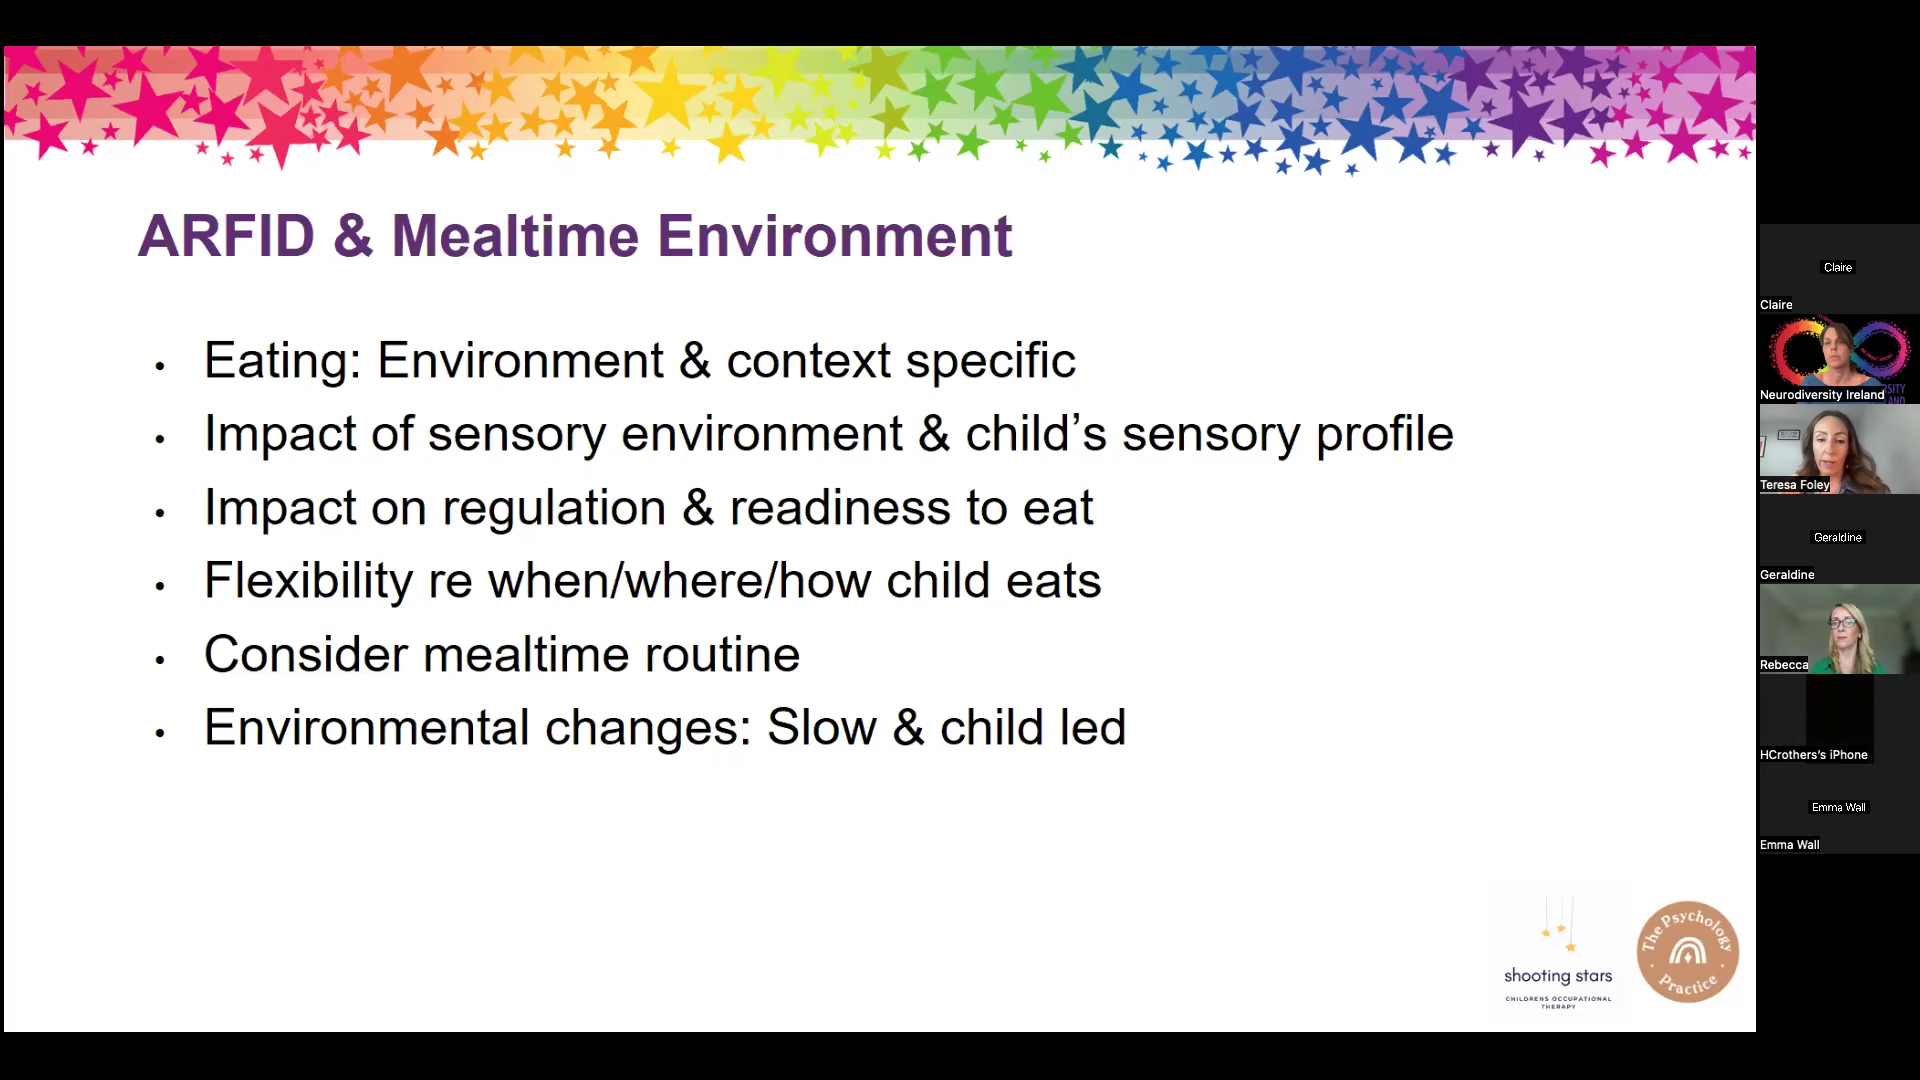 ARFID & Mealtime Environment
• Eating: Environment & context specific
• Impact of sensory environment & child’s sensory profile
• Impact on regulation & readiness to eat
• Flexibility re when/where/how child eats
• Consider mealtime routine
• Environmental changes: Slow & child led
shooting stars
CHILDRENS OCCUPATIONAL
THERAPY
The Psychology
Practice
Claire
Claire
Neurodiversity Ireland
Teresa Foley
Geraldine
Geraldine
Rebecca
HCrothers’s iPhone
Emma Wall
Emma Wall